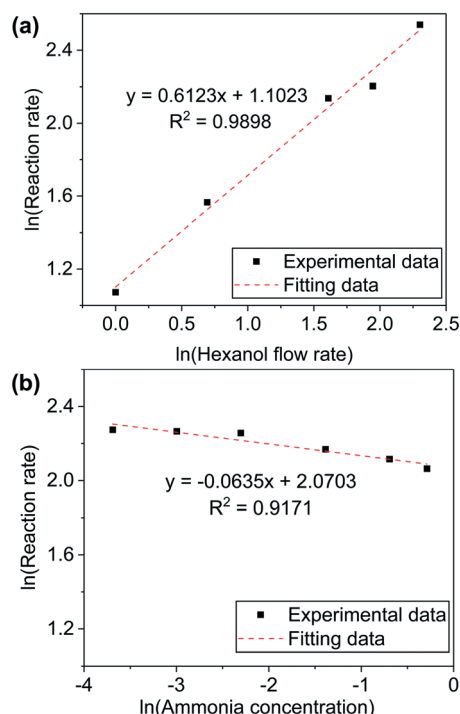 (a)
2.4
2.0
1.6
1.2
ln(Reaction rate)
y = 0.6123x + 1.1023
R² = 0.9898
Experimental data
Fitting data
0.0 0.5 1.0 1.5 2.0 2.5
ln(Hexanol flow rate)
(b)
2.4
2.0
1.6
1.2
ln(Reaction rate)
y = -0.0635x + 2.0703
R² = 0.9171
Experimental data
Fitting data
-4 -3 -2 -1 0
ln(Ammonia concentration)